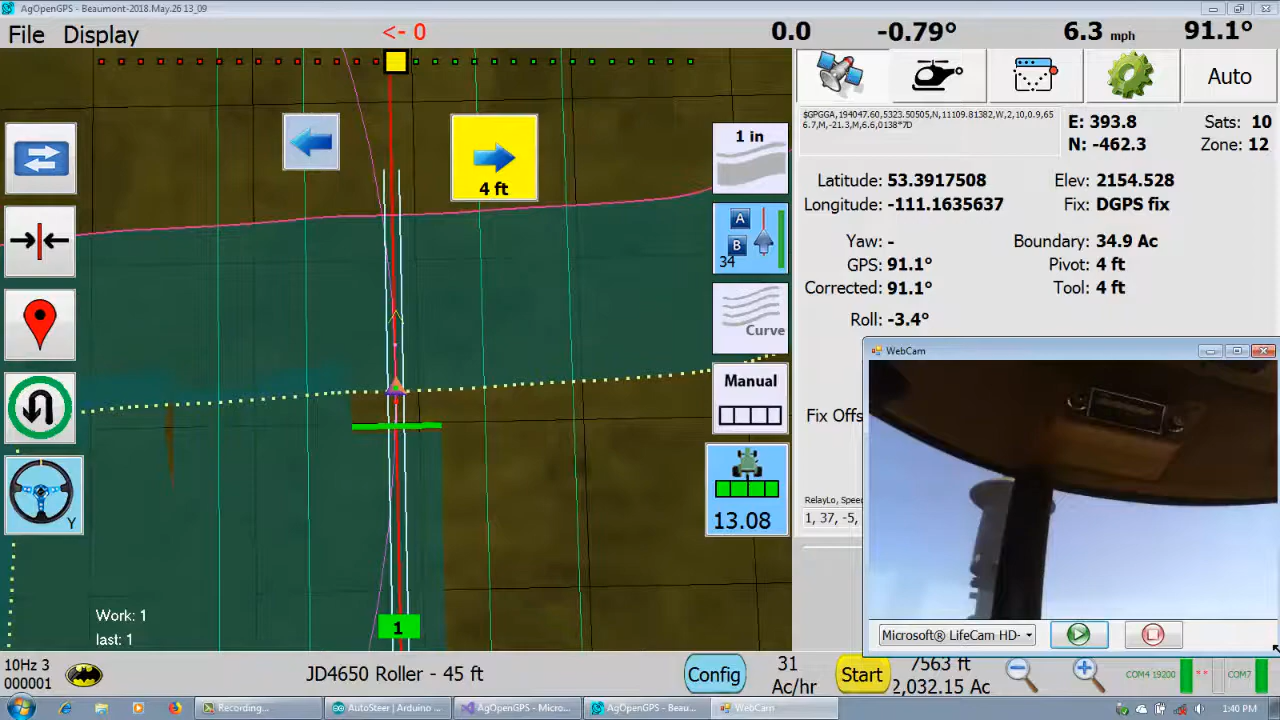 AgOpenGPS - Beaumont-2018.May.26 13_09
File Display
<- 0
0.0 -0.79° 6.3 mph 91.1°
Auto
$GPGGA,194047.60,5323.50505,N,11109.81382,W,2,10,0.9,65
6.7,M,-21.3,M,6.6,0138*7D
E: 393.8 Sats: 10
N: -462.3 Zone: 12
Latitude: 53.3917508 Elev: 2154.528
Longitude: -111.1635637 Fix: DGPS fix
Yaw: - Boundary: 34.9 Ac
GPS: 91.1° Pivot: 4 ft
Corrected: 91.1° Tool: 4 ft
Roll: -3.4°
4 ft
1 in
A
B
34
Curve
Manual
13.08
Y
WebCam
Fix Offs
RelayLo, Speed
1, 37, -5,
Microsoft® LifeCam HD-
Work: 1
last: 1
1
10Hz 3
000001
JD4650 Roller - 45 ft
Config
31
Ac/hr
Start
7563 ft
2,032.15 Ac
COM4 19200
COM7
Recording...
AutoSteer | Arduino ...
AgOpenGPS - Micro...
AgOpenGPS - Beau...
WebCam
1:40 PM